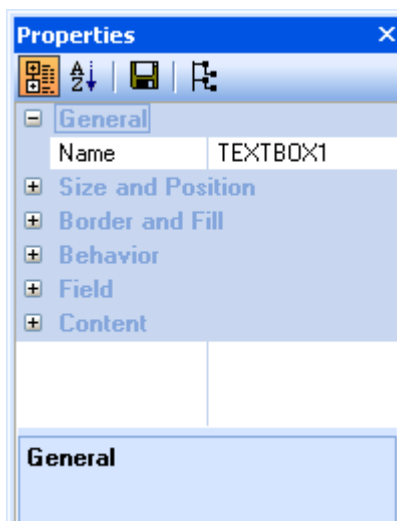 Properties
General
Name TEXTBOX1
Size and Position
Border and Fill
Behavior
Field
Content
General